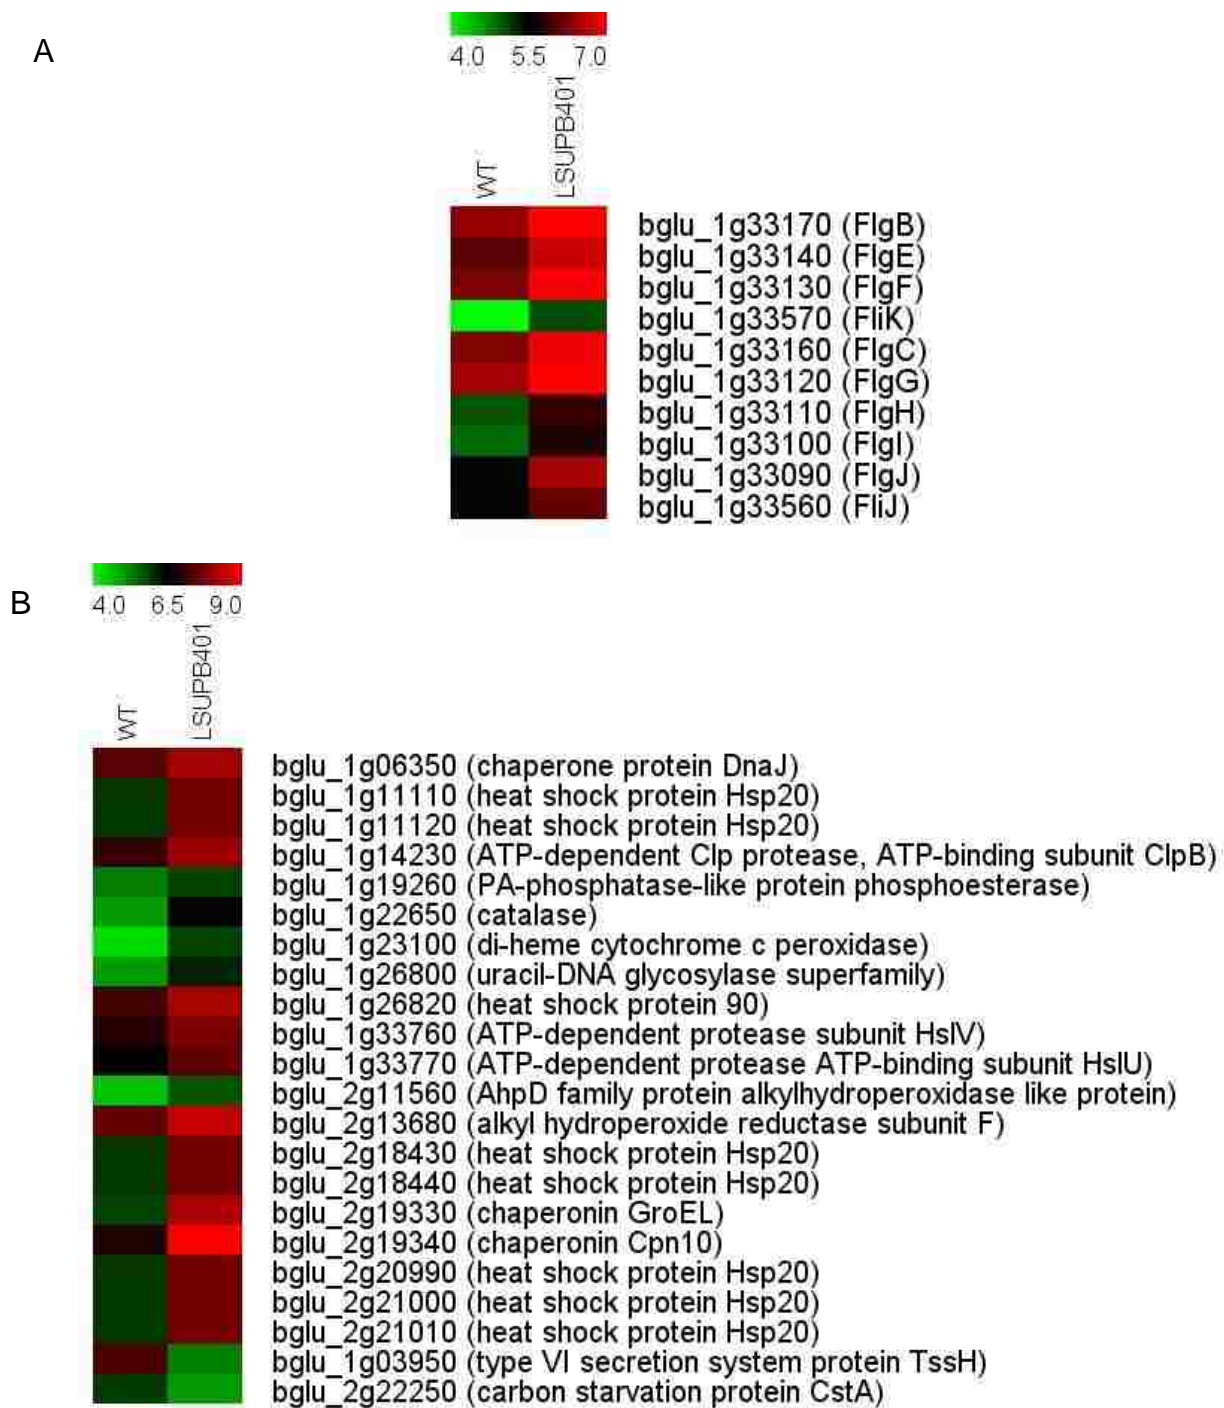 A
4.0 5.5 7.0
WT LSUPB401
bglu_1g33170 (FlgB)
bglu_1g33140 (FlgE)
bglu_1g33130 (FlgF)
bglu_1g33570 (FliK)
bglu_1g33160 (FlgC)
bglu_1g33120 (FlgG)
bglu_1g33110 (FlgH)
bglu_1g33100 (FlgI)
bglu_1g33090 (FlgJ)
bglu_1g33560 (FliJ)
B
4.0 6.5 9.0
WT LSUPB401
bglu_1g06350 (chaperone protein DnaJ)
bglu_1g11110 (heat shock protein Hsp20)
bglu_1g11120 (heat shock protein Hsp20)
bglu_1g14230 (ATP-dependent Clp protease, ATP-binding subunit ClpB)
bglu_1g19260 (PA-phosphatase-like protein phosphoesterase)
bglu_1g22650 (catalase)
bglu_1g23100 (di-heme cytochrome c peroxidase)
bglu_1g26800 (uracil-DNA glycosylase superfamily)
bglu_1g26820 (heat shock protein 90)
bglu_1g33760 (ATP-dependent protease subunit HslV)
bglu_1g33770 (ATP-dependent protease ATP-binding subunit HslU)
bglu_2g11560 (AhpD family protein alkylhydroperoxidase like protein)
bglu_2g13680 (alkyl hydroperoxide reductase subunit F)
bglu_2g18430 (heat shock protein Hsp20)
bglu_2g18440 (heat shock protein Hsp20)
bglu_2g19330 (chaperonin GroEL)
bglu_2g19340 (chaperonin Cpn10)
bglu_2g20990 (heat shock protein Hsp20)
bglu_2g21000 (heat shock protein Hsp20)
bglu_2g21010 (heat shock protein Hsp20)
bglu_1g03950 (type VI secretion system protein TssH)
bglu_2g22250 (carbon starvation protein CstA)